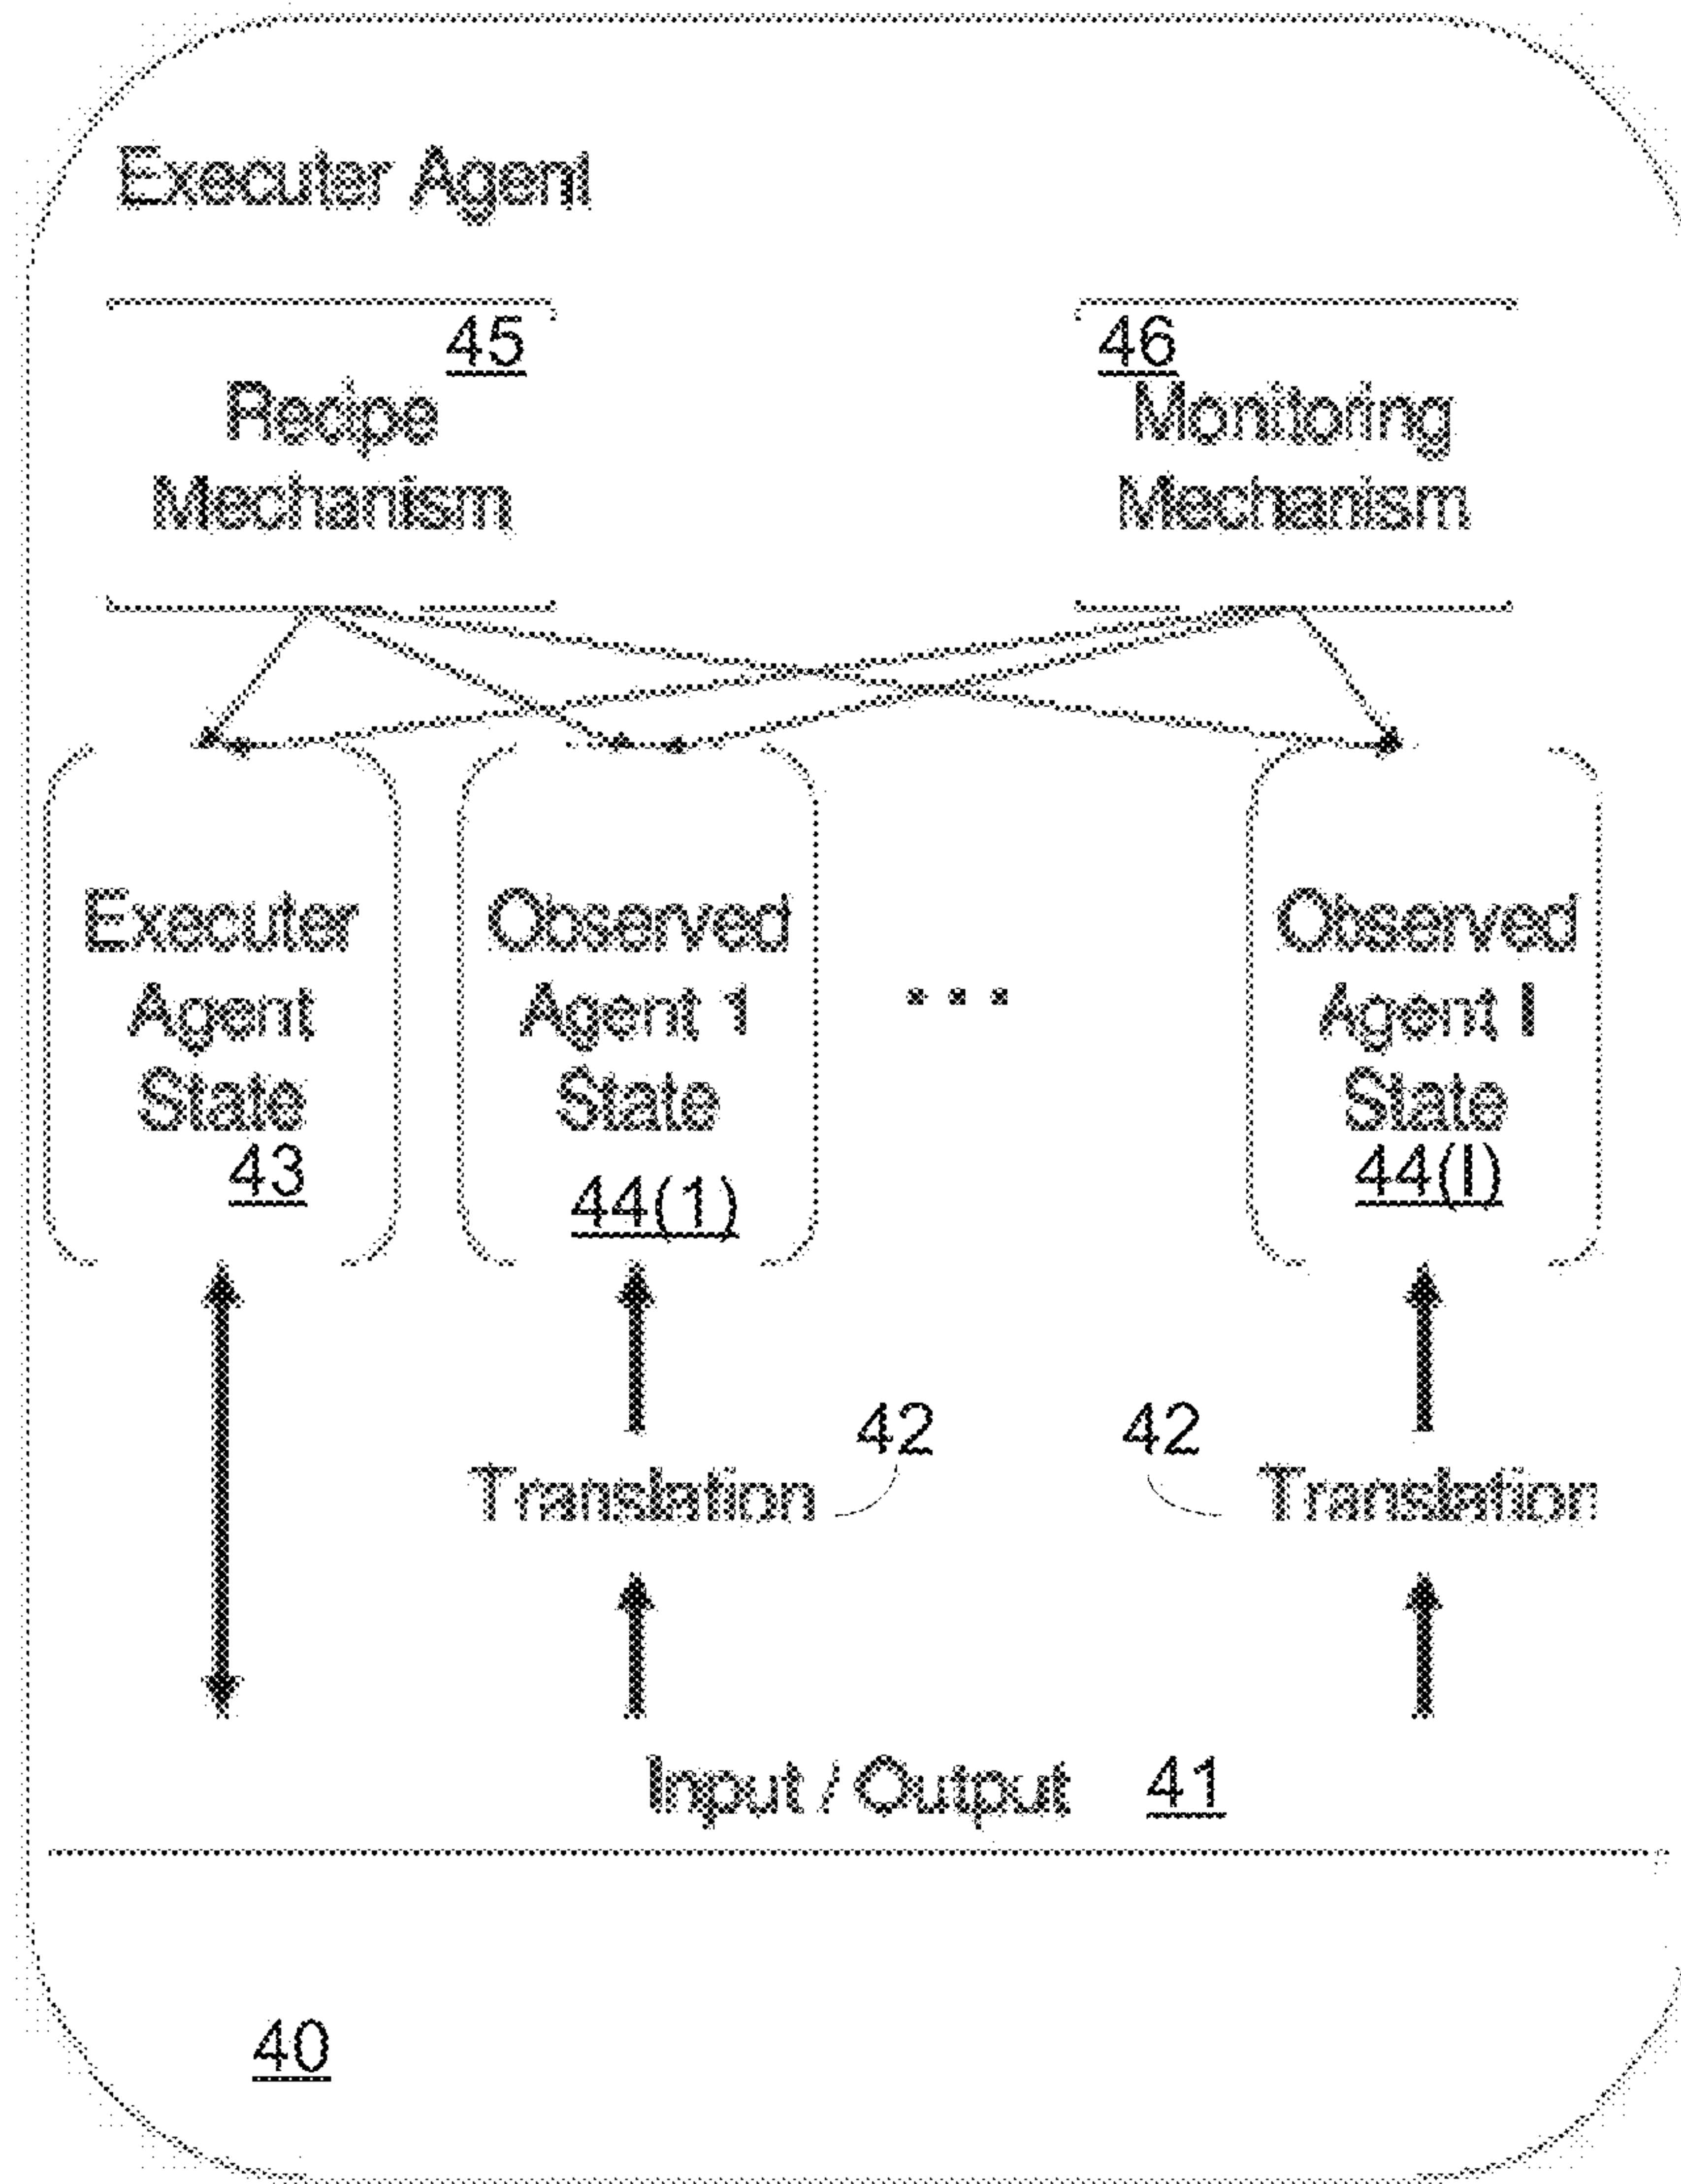 Executer Agent
45
Recipe
Mechanism
46
Monitoring
Mechanism
Executer
Agent
State
43
Observed
Agent 1
State
44(1)
...
Observed
Agent I
State
44(I)
Translation
42
42
Translation
Input / Output 41
40